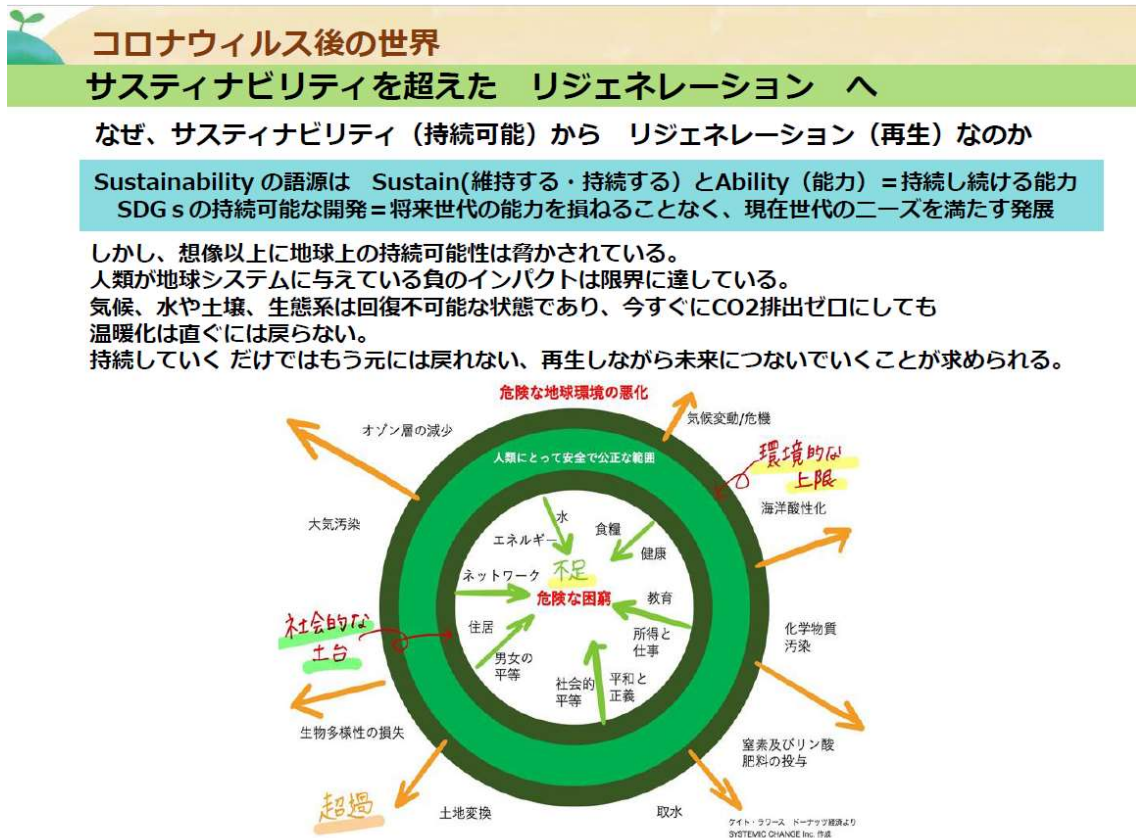 コロナウィルス後の世界
サスティナビリティを超えた　リジェネレーション　へ
なぜ、サスティナビリティ（持続可能）から　リジェネレーション（再生）なのか
Sustainability の語源は　Sustain(維持する・持続する）とAbility（能力）＝持続し続ける能力
SDGｓの持続可能な開発＝将来世代の能力を損ねることなく、現在世代のニーズを満たす発展
しかし、想像以上に地球上の持続可能性は脅かされている。
人類が地球システムに与えている負のインパクトは限界に達している。
気候、水や土壌、生態系は回復不可能な状態であり、今すぐにCO2排出ゼロにしても
温暖化は直ぐには戻らない。
持続していく だけではもう元には戻れない、再生しながら未来につないでいくことが求められる。
危険な地球環境の悪化
気候変動/危機
オゾン層の減少
人類にとって安全で公正な範囲
環境的な
上限
海洋酸性化
大気汚染
水
食糧
エネルギー
健康
ネットワーク
不足
危険な困窮
教育
住居
所得と
仕事
男女の
平等
社会的
平等
平和と
正義
社会的な
土台
化学物質
汚染
生物多様性の損失
窒素及びリン酸
肥料の投与
超過
土地変換
取水
ケイト・ラワース　ドーナッツ経済より
SYSTEMIC CHANGE Inc. 作成